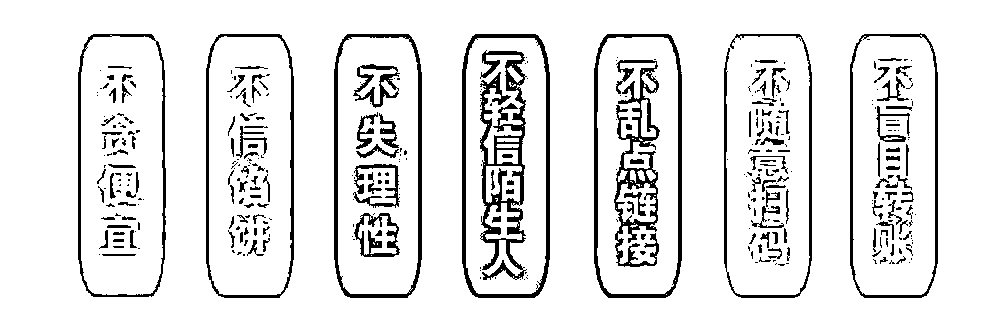 不贪便宜
不信馅饼
不失理性
不轻信陌生人
不乱点链接
不随意扫码
不盲目转账